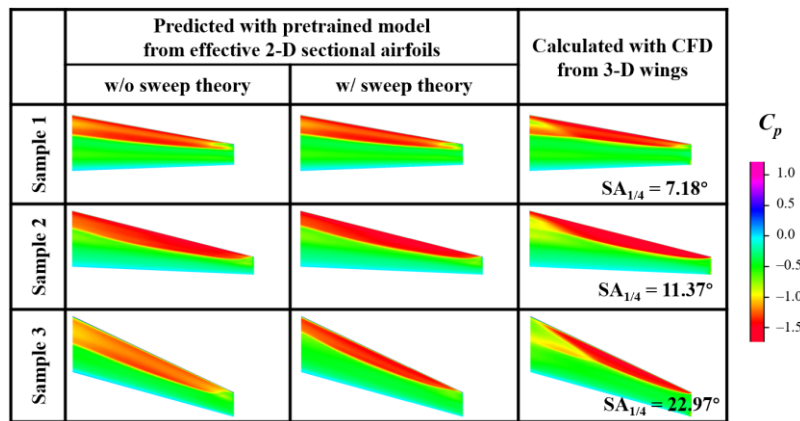 Predicted with pretrained model
from effective 2-D sectional airfoils
Calculated with CFD
from 3-D wings
w/o sweep theory
w/ sweep theory
Sample 1
SA1/4 = 7.18°
Sample 2
SA1/4 = 11.37°
Sample 3
SA1/4 = 22.97°
Cp
1.0
0.5
0.0
−0.5
−1.0
−1.5